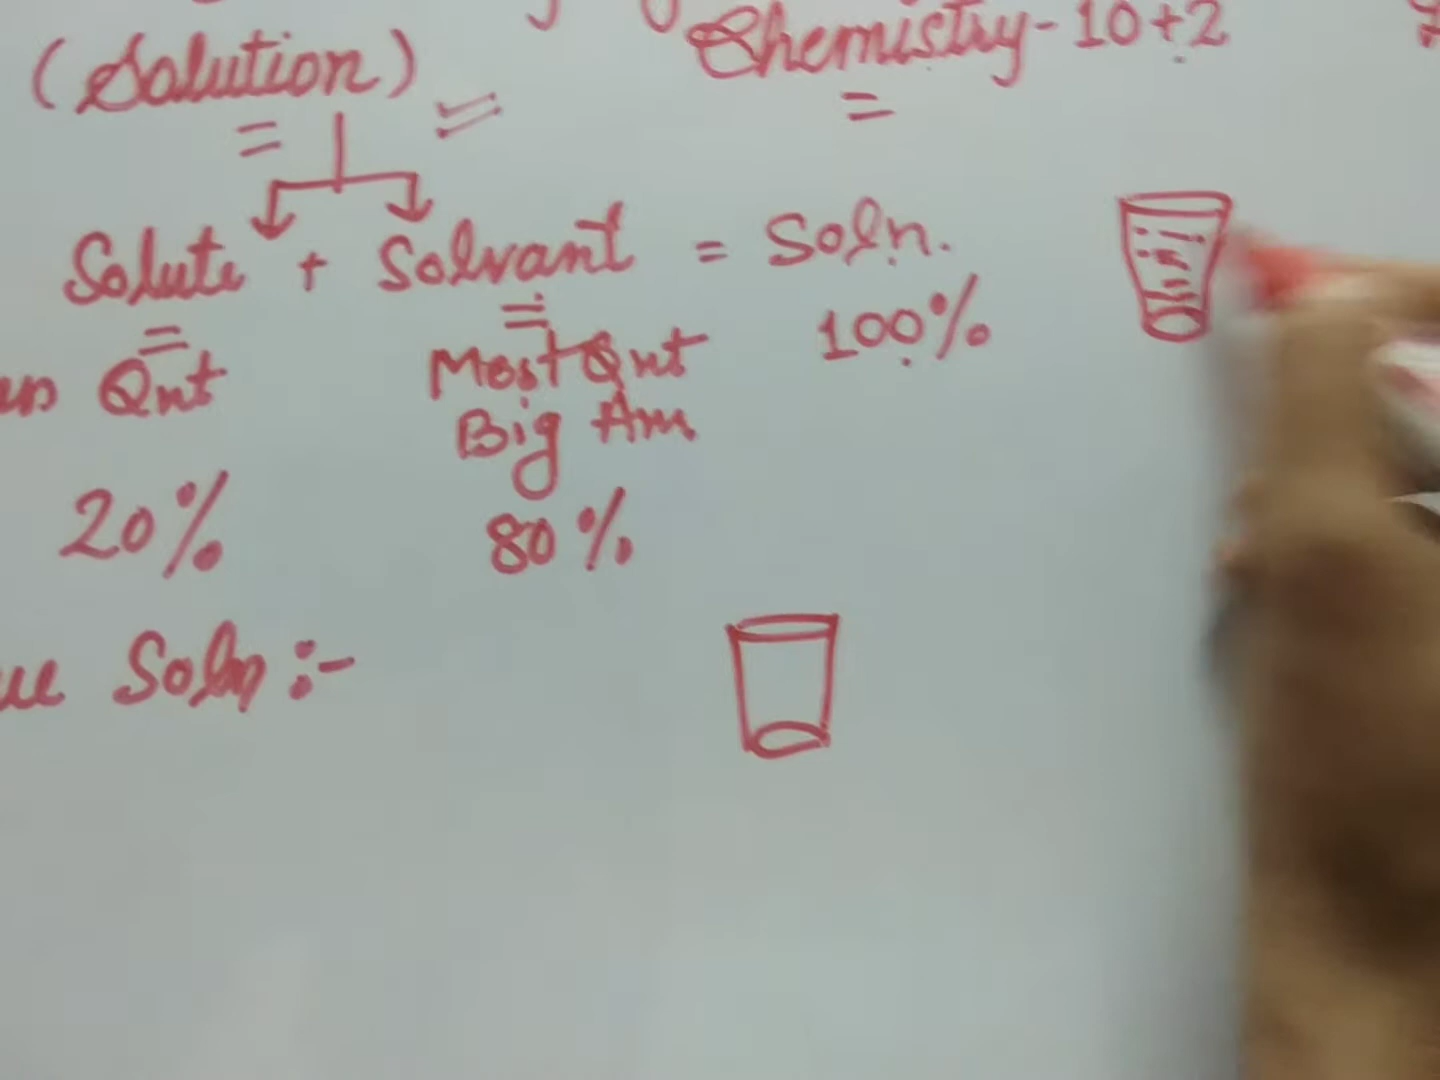 (Solution) Chemistry-10+2
Solute + Solvant = Soln.
Qnt Most Qnt 100%
Big Am.
20% 80%
Soln :-